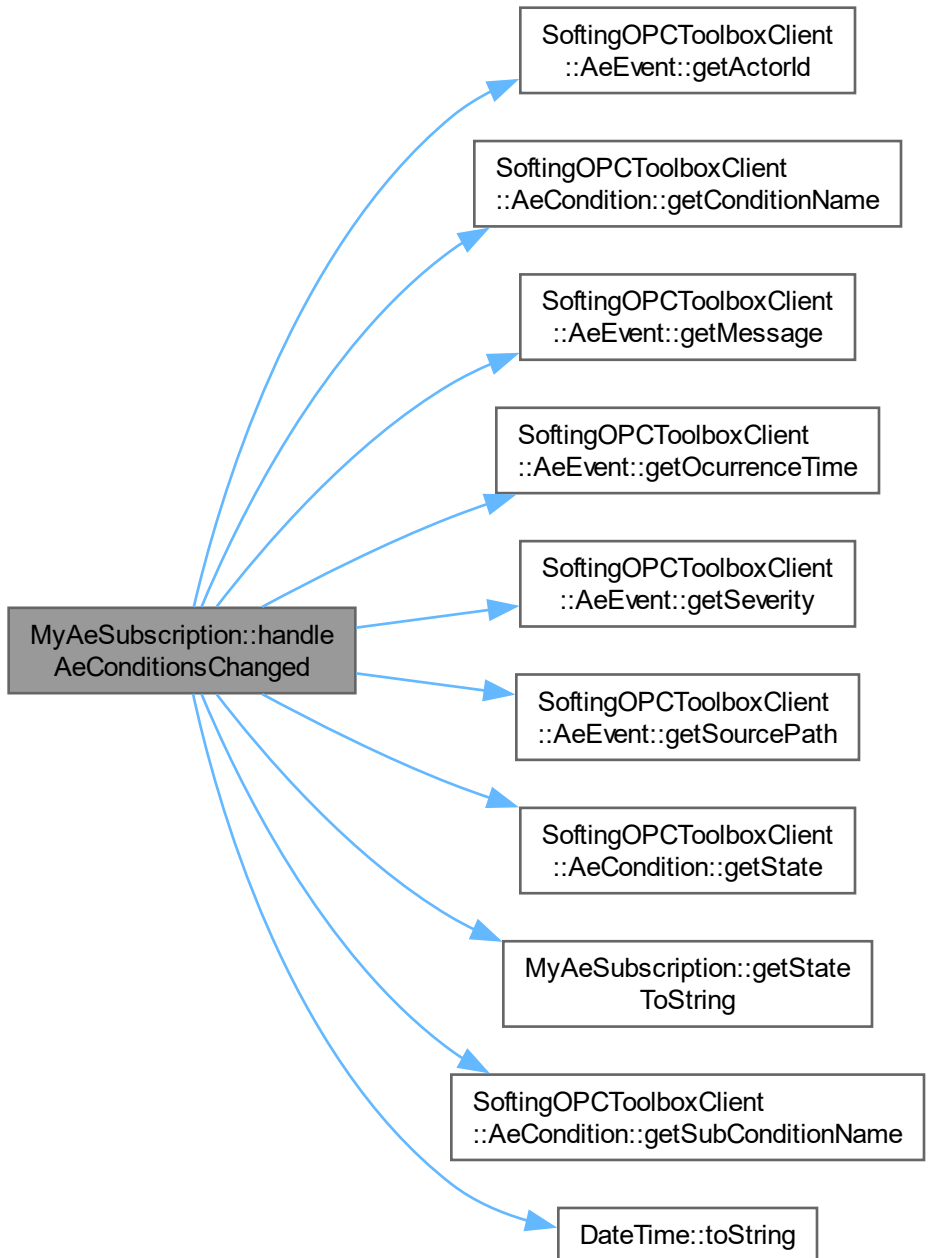 SoftingOPCToolboxClient
::AeEvent::getActorId
SoftingOPCToolboxClient
::AeCondition::getConditionName
SoftingOPCToolboxClient
::AeEvent::getMessage
SoftingOPCToolboxClient
::AeEvent::getOcurrenceTime
SoftingOPCToolboxClient
::AeEvent::getSeverity
MyAeSubscription::handle
AeConditionsChanged
SoftingOPCToolboxClient
::AeEvent::getSourcePath
SoftingOPCToolboxClient
::AeCondition::getState
MyAeSubscription::getState
ToString
SoftingOPCToolboxClient
::AeCondition::getSubConditionName
DateTime::toString